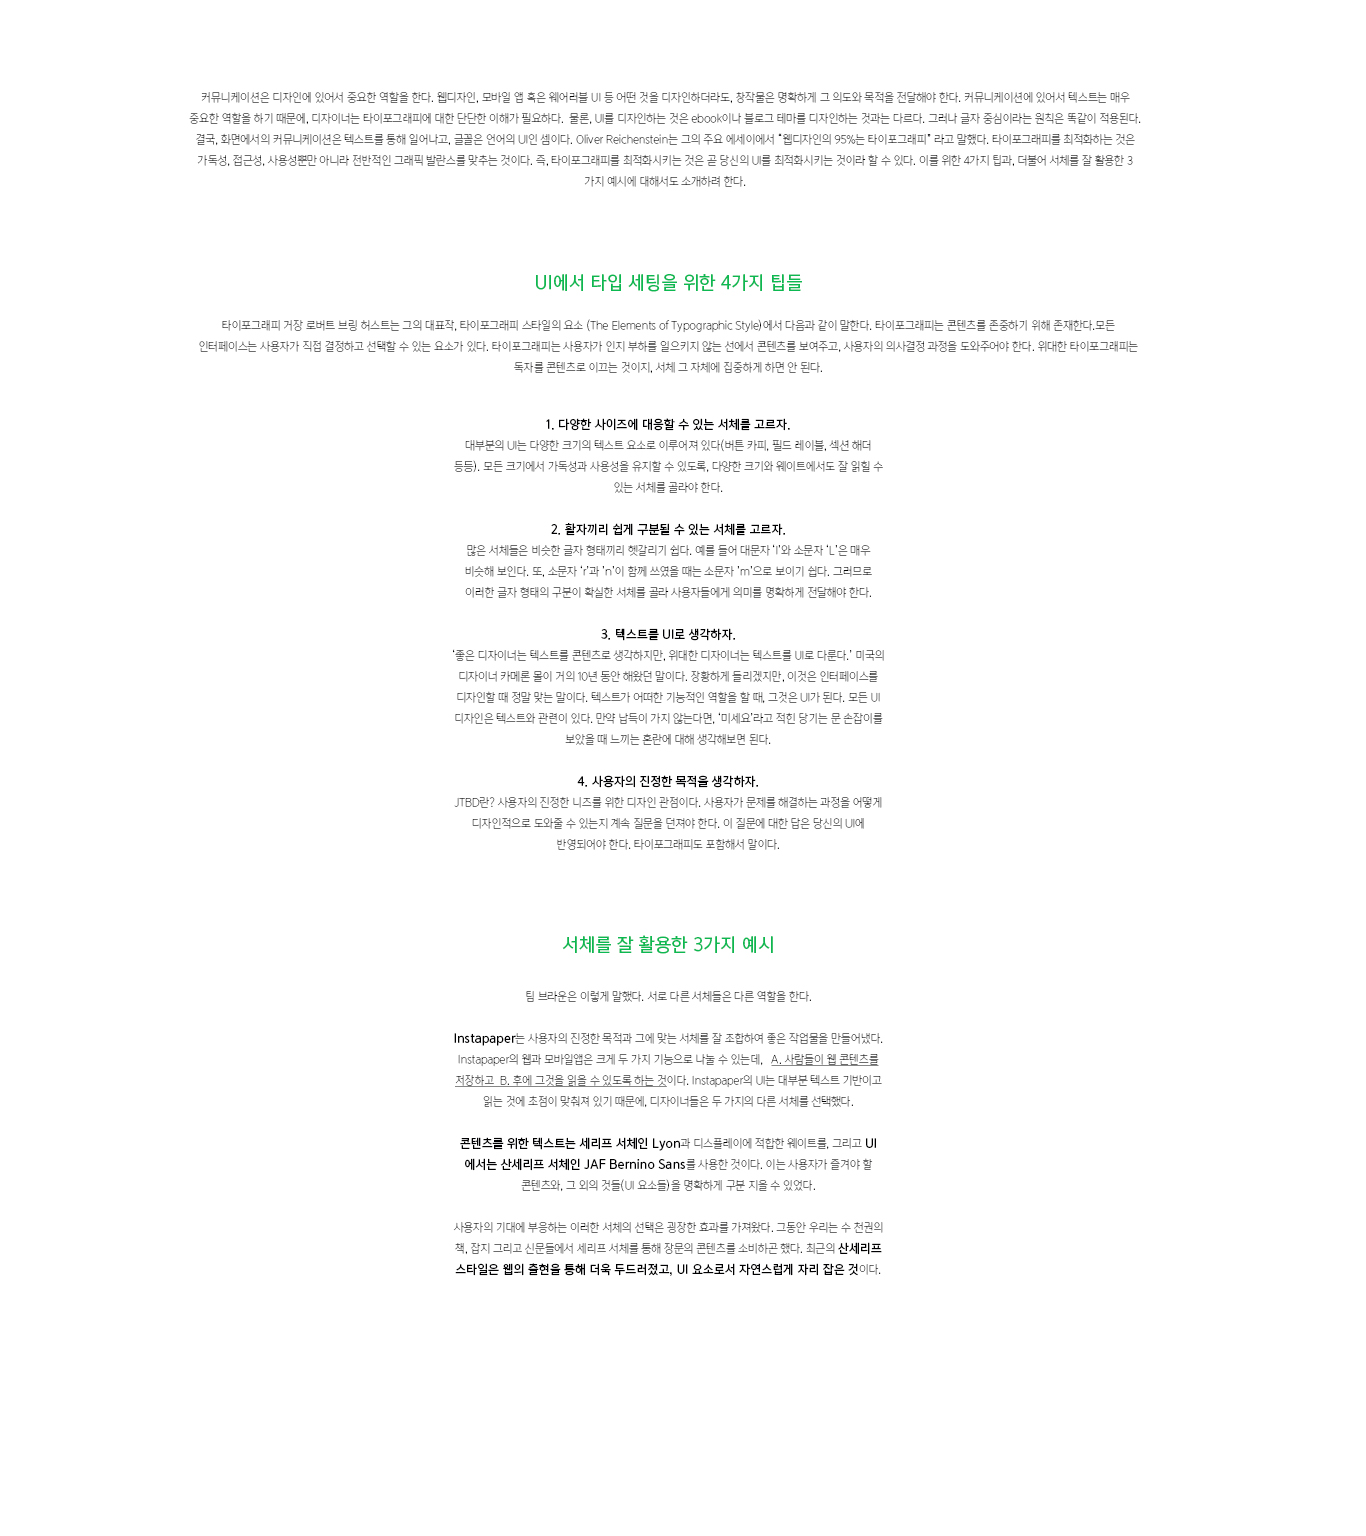 커뮤니케이션은 디자인에 있어서 중요한 역할을 한다. 웹디자인, 모바일 앱 혹은 웨어러블 UI 등 어떤 것을 디자인하더라도, 창작물은 명확하게 그 의도와 목적을 전달해야 한다. 커뮤니케이션에 있어서 텍스트는 매우
중요한 역할을 하기 때문에, 디자이너는 타이포그래피에 대한 단단한 이해가 필요하다. 물론, UI를 디자인하는 것은 ebook이나 블로그 테마를 디자인하는 것과는 다르다. 그러나 글자 중심이라는 원칙은 똑같이 적용된다.
결국, 화면에서의 커뮤니케이션은 텍스트를 통해 일어나고, 글꼴은 언어의 UI인 셈이다. Oliver Reichenstein는 그의 주요 에세이에서 "웹디자인의 95%는 타이포그래피" 라고 말했다. 타이포그래피를 최적화하는 것은
가독성, 접근성, 사용성뿐만 아니라 전반적인 그래픽 발란스를 맞추는 것이다. 즉, 타이포그래피를 최적화시키는 것은 곧 당신의 UI를 최적화시키는 것이라 할 수 있다. 이를 위한 4가지 팁과, 더불어 서체를 잘 활용한 3
가지 예시에 대해서도 소개하려 한다.
UI에서 타입 세팅을 위한 4가지 팁들
타이포그래피 거장 로버트 브링 허스트는 그의 대표작, 타이포그래피 스타일의 요소 (The Elements of Typographic Style)에서 다음과 같이 말한다. 타이포그래피는 콘텐츠를 존중하기 위해 존재한다.모든
인터페이스는 사용자가 직접 결정하고 선택할 수 있는 요소가 있다. 타이포그래피는 사용자가 인지 부하를 일으키지 않는 선에서 콘텐츠를 보여주고, 사용자의 의사결정 과정을 도와주어야 한다. 위대한 타이포그래피는
독자를 콘텐츠로 이끄는 것이지, 서체 그 자체에 집중하게 하면 안 된다.
1. 다양한 사이즈에 대응할 수 있는 서체를 고르자.
대부분의 UI는 다양한 크기의 텍스트 요소로 이루어져 있다(버튼 카피, 필드 레이블, 섹션 해더
등등). 모든 크기에서 가독성과 사용성을 유지할 수 있도록, 다양한 크기와 웨이트에서도 잘 읽힐 수
있는 서체를 골라야 한다.
2. 활자끼리 쉽게 구분될 수 있는 서체를 고르자.
많은 서체들은 비슷한 글자 형태끼리 헷갈리기 쉽다. 예를 들어 대문자 'I'와 소문자 'L'은 매우
비슷해 보인다. 또, 소문자 'r'과 'n'이 함께 쓰였을 때는 소문자 'm'으로 보이기 쉽다. 그러므로
이러한 글자 형태의 구분이 확실한 서체를 골라 사용자들에게 의미를 명확하게 전달해야 한다.
3. 텍스트를 UI로 생각하자.
'좋은 디자이너는 텍스트를 콘텐츠로 생각하지만, 위대한 디자이너는 텍스트를 UI로 다룬다.' 미국의
디자이너 카메론 몰이 거의 10년 동안 해왔던 말이다. 장황하게 들리겠지만, 이것은 인터페이스를
디자인할 때 정말 맞는 말이다. 텍스트가 어떠한 기능적인 역할을 할 때, 그것은 UI가 된다. 모든 UI
디자인은 텍스트와 관련이 있다. 만약 납득이 가지 않는다면, '미세요'라고 적힌 당기는 문 손잡이를
보았을 때 느끼는 혼란에 대해 생각해보면 된다.
4. 사용자의 진정한 목적을 생각하자.
JTBD란? 사용자의 진정한 니즈를 위한 디자인 관점이다. 사용자가 문제를 해결하는 과정을 어떻게
디자인적으로 도와줄 수 있는지 계속 질문을 던져야 한다. 이 질문에 대한 답은 당신의 UI에
반영되어야 한다. 타이포그래피도 포함해서 말이다.
서체를 잘 활용한 3가지 예시
팀 브라운은 이렇게 말했다. 서로 다른 서체들은 다른 역할을 한다.
Instapaper는 사용자의 진정한 목적과 그에 맞는 서체를 잘 조합하여 좋은 작업물을 만들어냈다.
Instapaper의 웹과 모바일앱은 크게 두 가지 기능으로 나눌 수 있는데, A. 사람들이 웹 콘텐츠를
저장하고 B. 후에 그것을 읽을 수 있도록 하는 것이다. Instapaper의 UI는 대부분 텍스트 기반이고
읽는 것에 초점이 맞춰져 있기 때문에, 디자이너들은 두 가지의 다른 서체를 선택했다.
콘텐츠를 위한 텍스트는 세리프 서체인 Lyon과 디스플레이에 적합한 웨이트를, 그리고 UI
에서는 산세리프 서체인 JAF Bernino Sans를 사용한 것이다. 이는 사용자가 즐겨야 할
콘텐츠와, 그 외의 것들(UI 요소들)을 명확하게 구분 지을 수 있었다.
사용자의 기대에 부응하는 이러한 서체의 선택은 굉장한 효과를 가져왔다. 그동안 우리는 수 천권의
책, 잡지 그리고 신문들에서 세리프 서체를 통해 장문의 콘텐츠를 소비하곤 했다. 최근의 산세리프
스타일은 웹의 출현을 통해 더욱 두드러졌고, UI 요소로서 자연스럽게 자리 잡은 것이다.